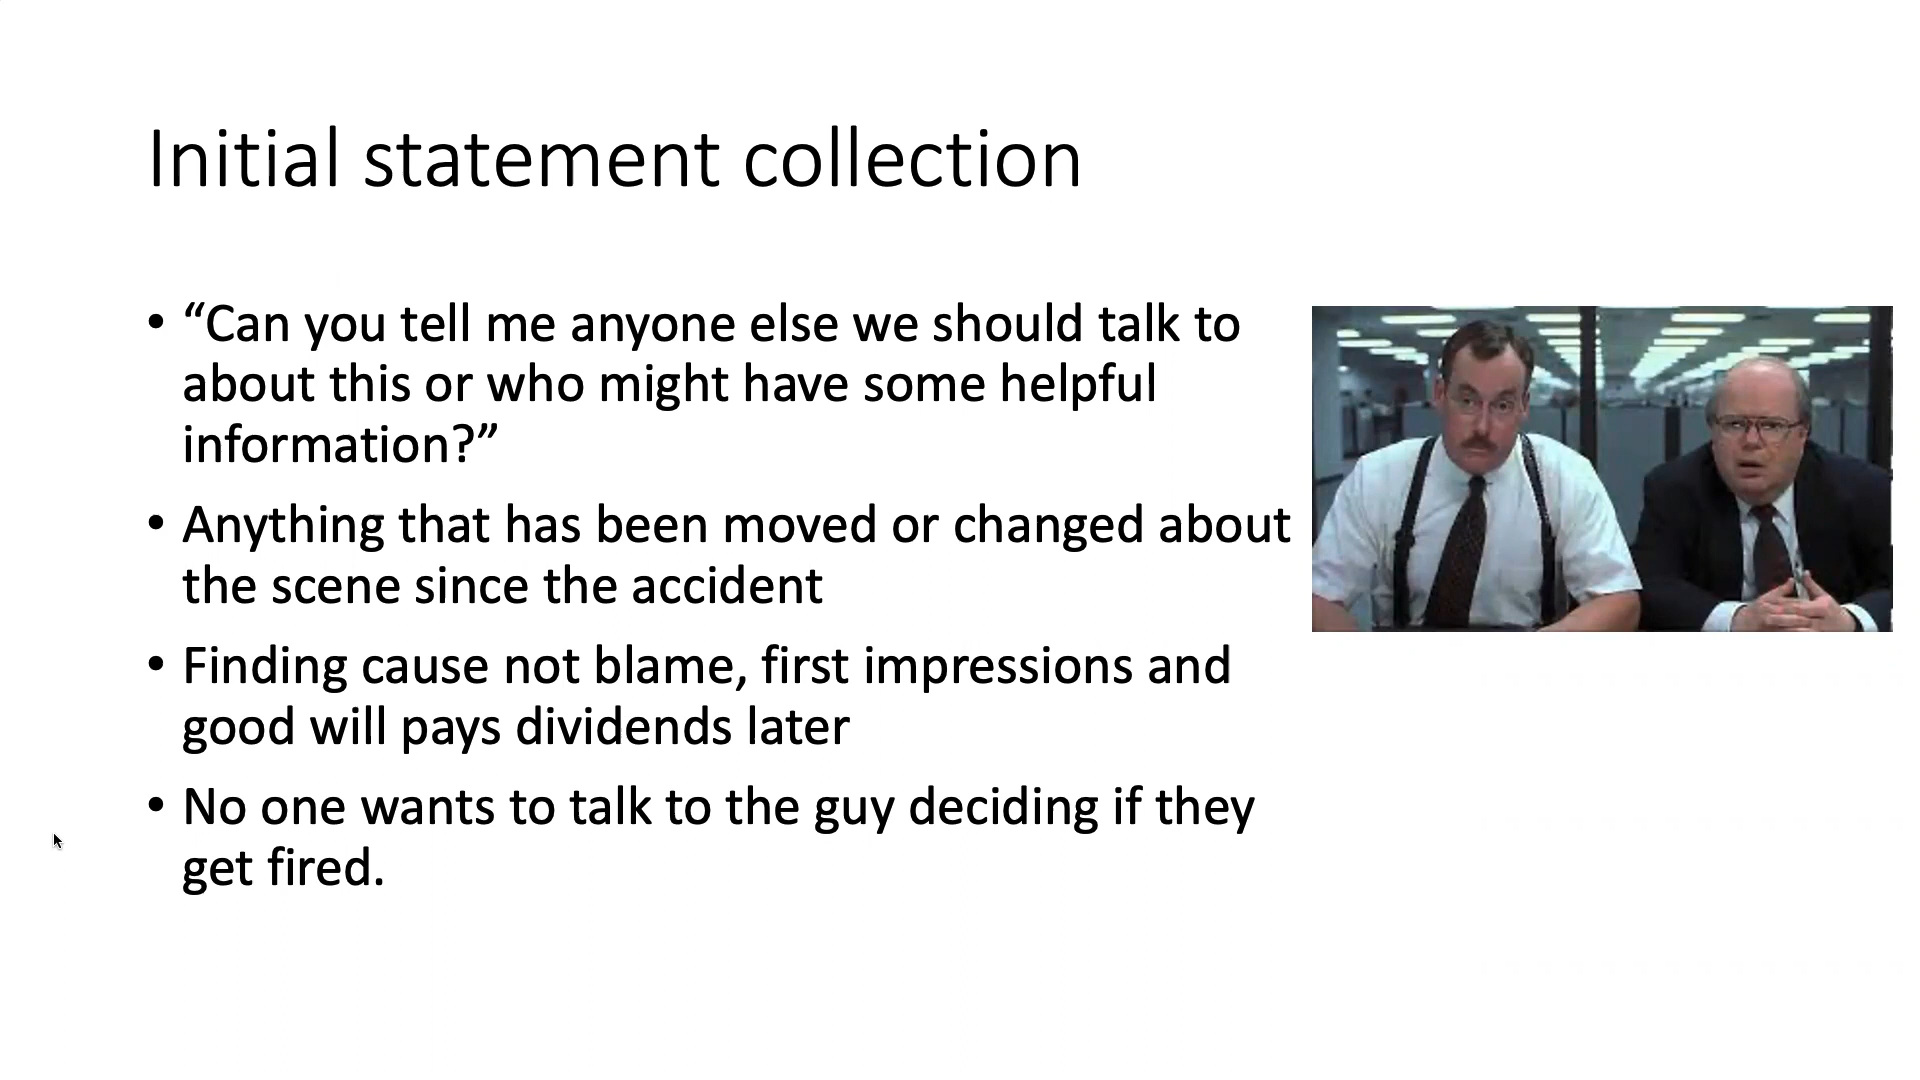 Initial statement collection
• “Can you tell me anyone else we should talk to
about this or who might have some helpful
information?”
• Anything that has been moved or changed about
the scene since the accident
• Finding cause not blame, first impressions and
good will pays dividends later
• No one wants to talk to the guy deciding if they
get fired.